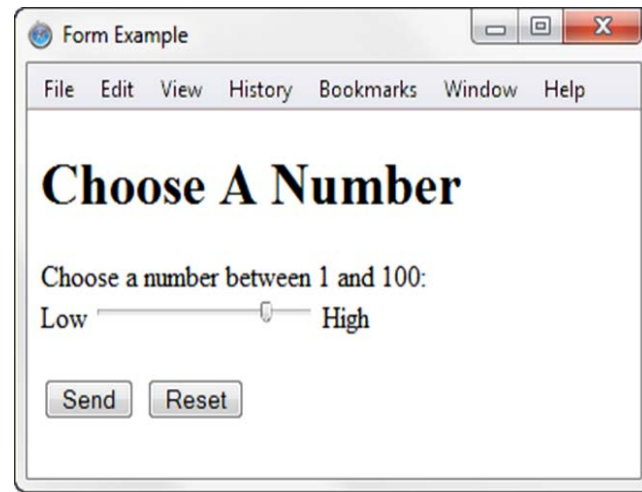 Form Example
File Edit View History Bookmarks Window Help
Choose A Number
Choose a number between 1 and 100:
Low High
Send Reset